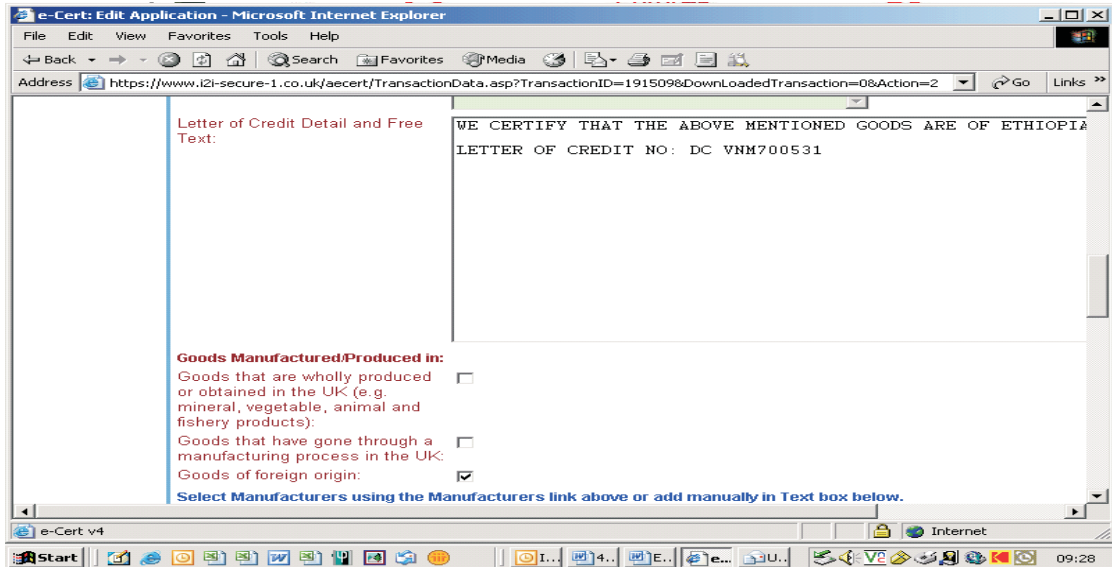 e-Cert: Edit Application - Microsoft Internet Explorer
File Edit View Favorites Tools Help
Back Search Favorites Media
Address https://www.i2i-secure-1.co.uk/aecert/TransactionData.asp?TransactionID=191509&DownLoadedTransaction=0&Action=2 Go Links »
Letter of Credit Detail and Free
Text:
WE CERTIFY THAT THE ABOVE MENTIONED GOODS ARE OF ETHIOPIA
LETTER OF CREDIT NO: DC VNM700531
Goods Manufactured/Produced in:
Goods that are wholly produced
or obtained in the UK (e.g.
mineral, vegetable, animal and
fishery products):
Goods that have gone through a
manufacturing process in the UK:
Goods of foreign origin:
Select Manufacturers using the Manufacturers link above or add manually in Text box below.
e-Cert v4 Internet
Start I... 4.. E.. e... U.. 09:28